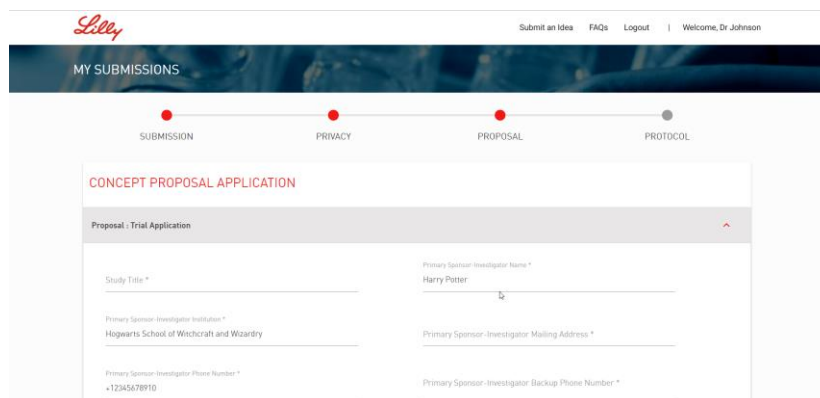 Lilly
Submit an Idea FAQs Logout | Welcome, Dr Johnson
MY SUBMISSIONS
SUBMISSION PRIVACY PROPOSAL PROTOCOL
CONCEPT PROPOSAL APPLICATION
Proposal : Trial Application
Primary Sponsor-Investigator Name *
Study Title * Harry Potter
Primary Sponsor-Investigator Institution *
Hogwarts School of Witchcraft and Wizardry Primary Sponsor-Investigator Mailing Address *
Primary Sponsor-Investigator Phone Number *
+12345678910 Primary Sponsor-Investigator Backup Phone Number *